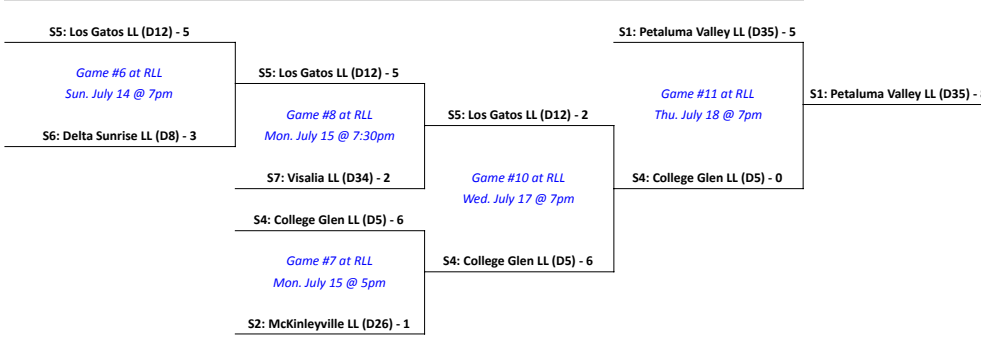 S5: Los Gatos LL (D12) - 5
S1: Petaluma Valley LL (D35) - 5
Game #6 at RLL
Sun. July 14 @ 7pm
S5: Los Gatos LL (D12) - 5
Game #11 at RLL
Thu. July 18 @ 7pm
S1: Petaluma Valley LL (D35) -
Game #8 at RLL
Mon. July 15 @ 7:30pm
S5: Los Gatos LL (D12) - 2
S6: Delta Sunrise LL (D8) - 3
S7: Visalia LL (D34) - 2
Game #10 at RLL
Wed. July 17 @ 7pm
S4: College Glen LL (D5) - 0
S4: College Glen LL (D5) - 6
Game #7 at RLL
Mon. July 15 @ 5pm
S4: College Glen LL (D5) - 6
S2: McKinleyville LL (D26) - 1